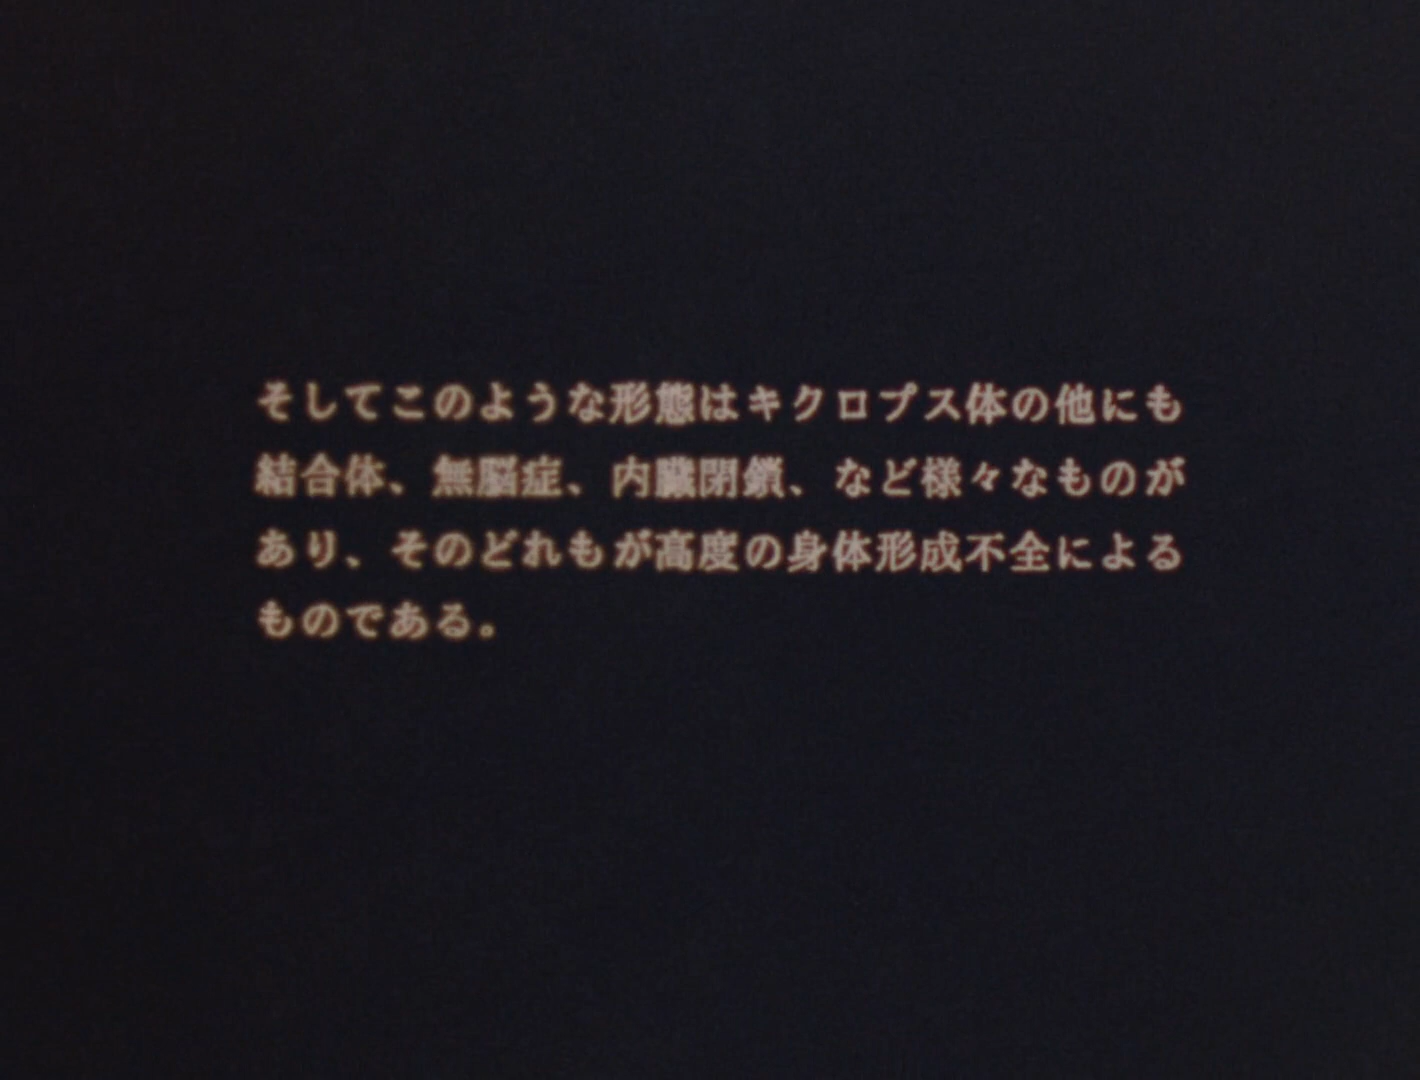 そしてこのような形態はキクロプス体の他にも
結合体、無脳症、内臓閉鎖、など様々なものが
あり、そのどれもが高度の身体形成不全による
ものである。